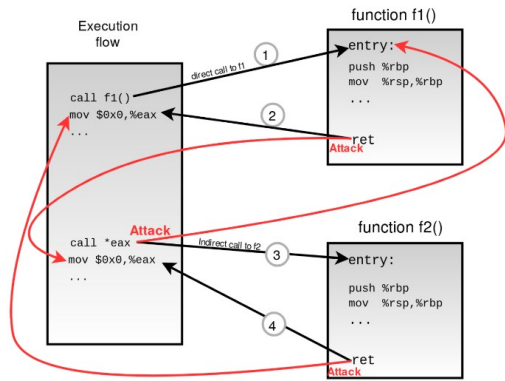 Execution
flow
call f1()
mov $0x0,%eax
...
Attack
call *eax
mov $0x0,%eax
...
1
direct call to f1
2
Indirect call to f2
3
4
function f1()
entry:
push %rbp
mov %rsp,%rbp
...
ret
Attack
function f2()
entry:
push %rbp
mov %rsp,%rbp
...
ret
Attack